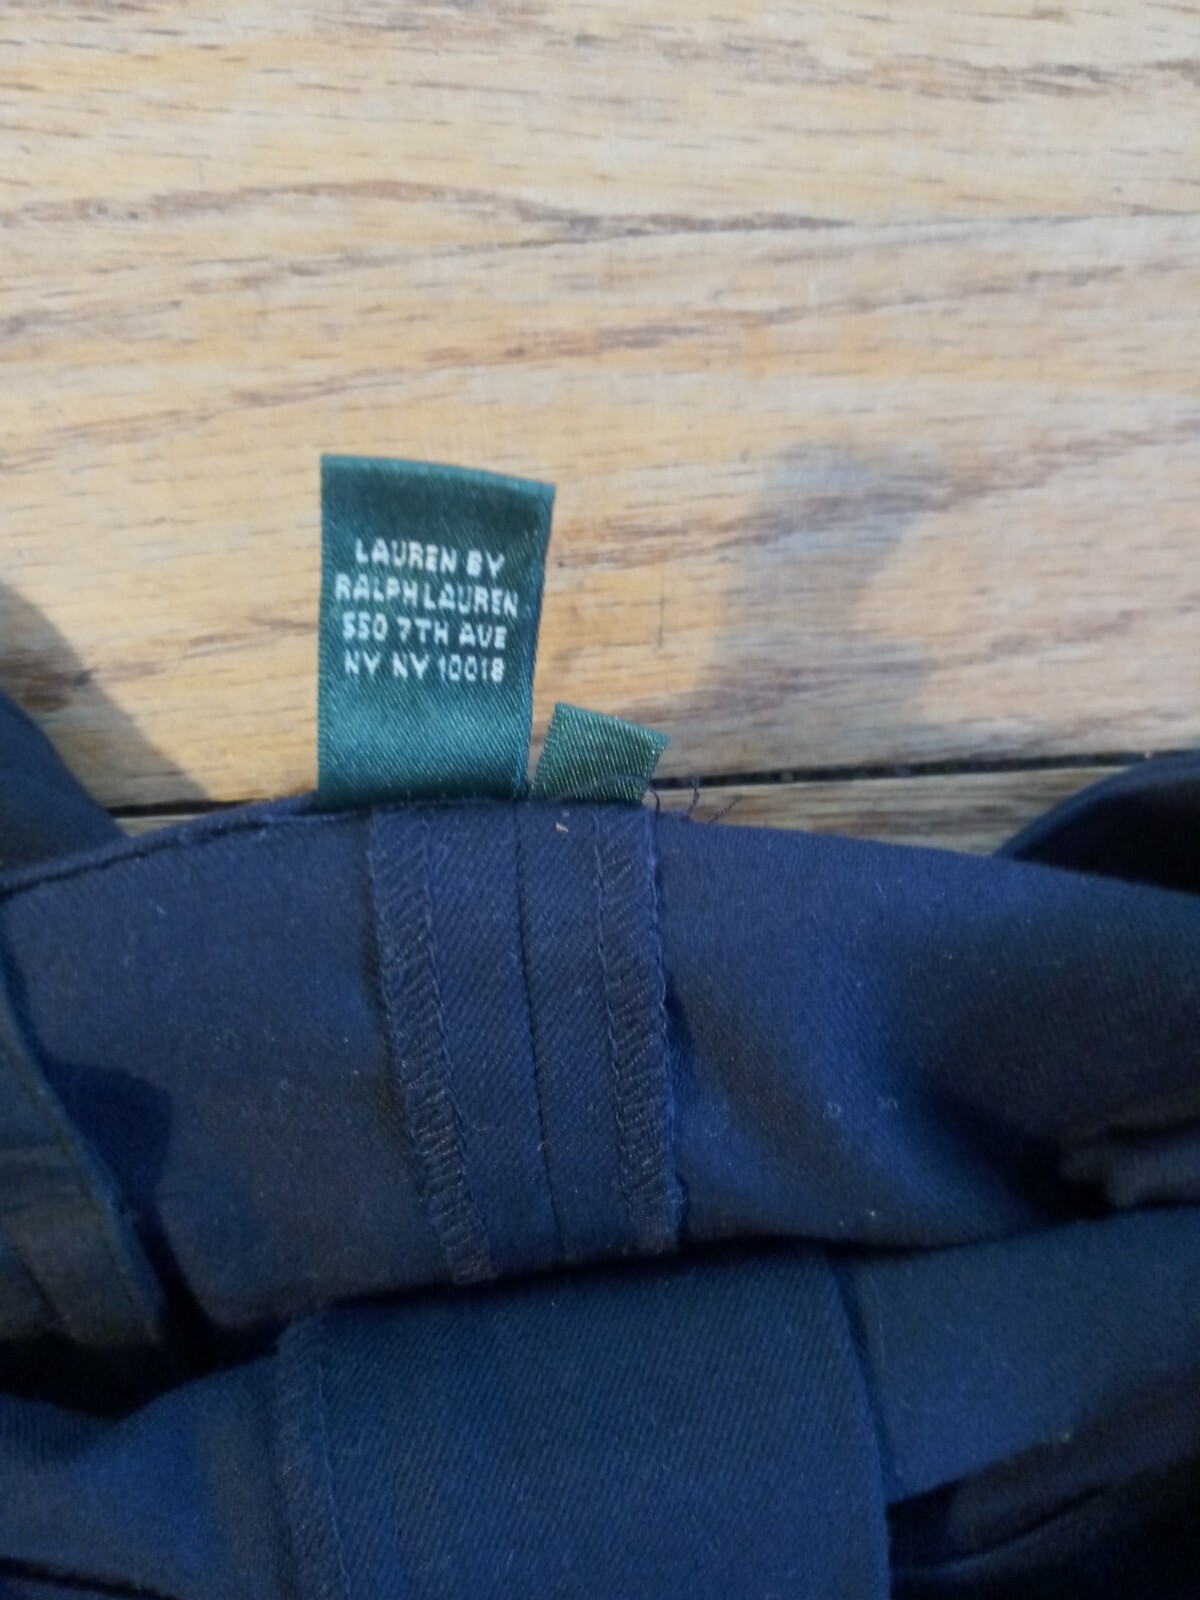 LAUREN BY
RALPH LAUREN
550 7TH AVE
NY NY 10018